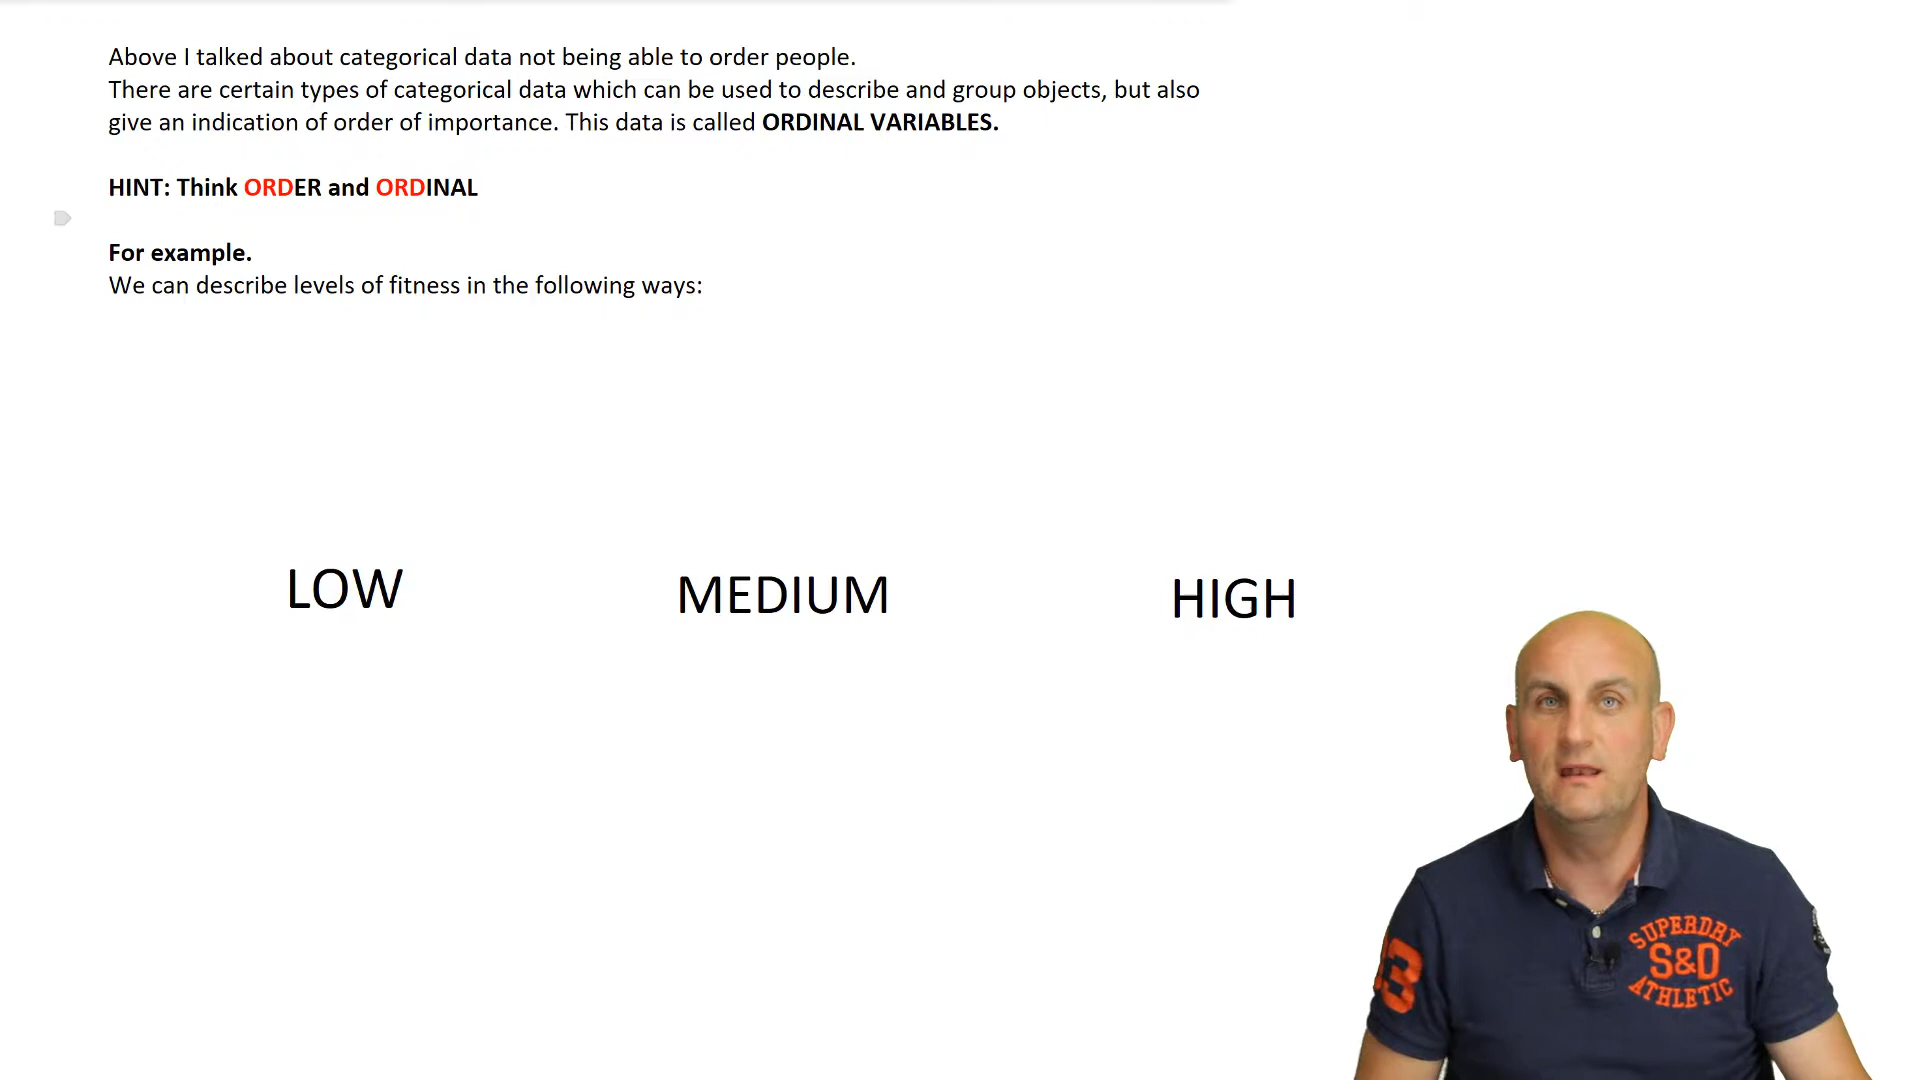 Above I talked about categorical data not being able to order people.
There are certain types of categorical data which can be used to describe and group objects, but also
give an indication of order of importance. This data is called ORDINAL VARIABLES.
HINT: Think ORDER and ORDINAL
For example.
We can describe levels of fitness in the following ways:
LOW MEDIUM HIGH
SUPERDRY
S&D
ATHLETIC